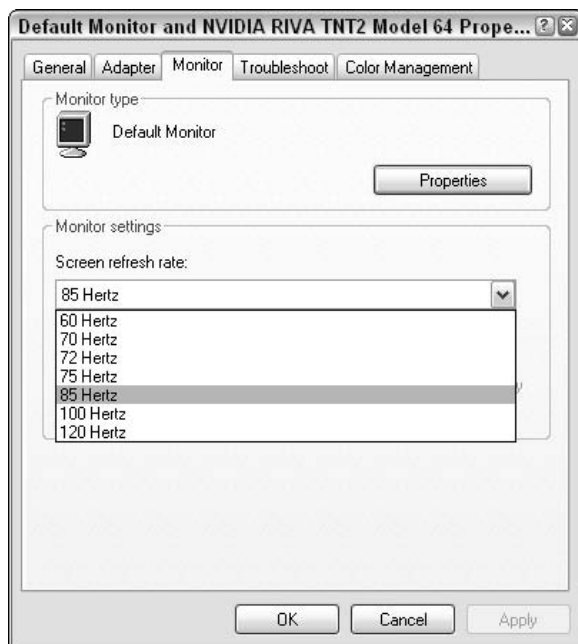 Default Monitor and NVIDIA RIVA TNT2 Model 64 Prope...
General Adapter Monitor Troubleshoot Color Management
Monitor type
Default Monitor
Properties
Monitor settings
Screen refresh rate:
85 Hertz
60 Hertz
70 Hertz
72 Hertz
75 Hertz
85 Hertz
100 Hertz
120 Hertz
OK Cancel Apply